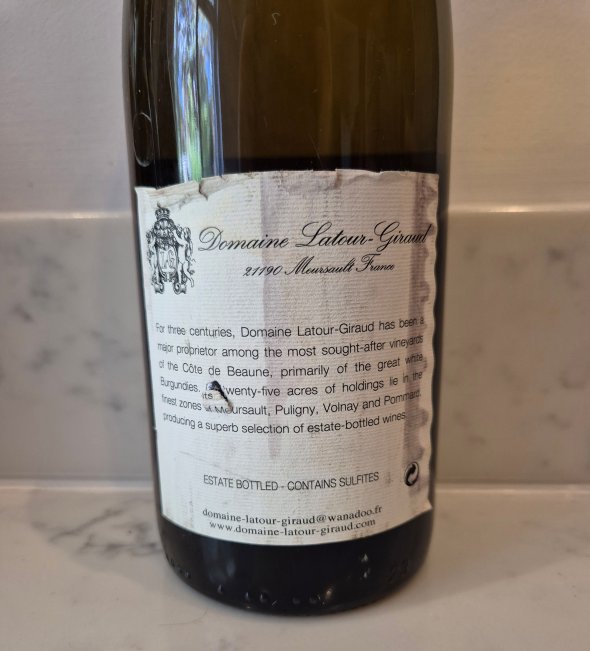 Domaine Latour-Giraud
21190 Meursault France
For three centuries, Domaine Latour-Giraud has been a
major proprietor among the most sought-after vineyards
of the Côte de Beaune, primarily of the great white
Burgundies. Its twenty-five acres of holdings lie in the
finest zones of Meursault, Puligny, Volnay and Pommard,
producing a superb selection of estate-bottled wines.
ESTATE BOTTLED - CONTAINS SULFITES
domaine-latour-giraud@wanadoo.fr
www.domaine-latour-giraud.com